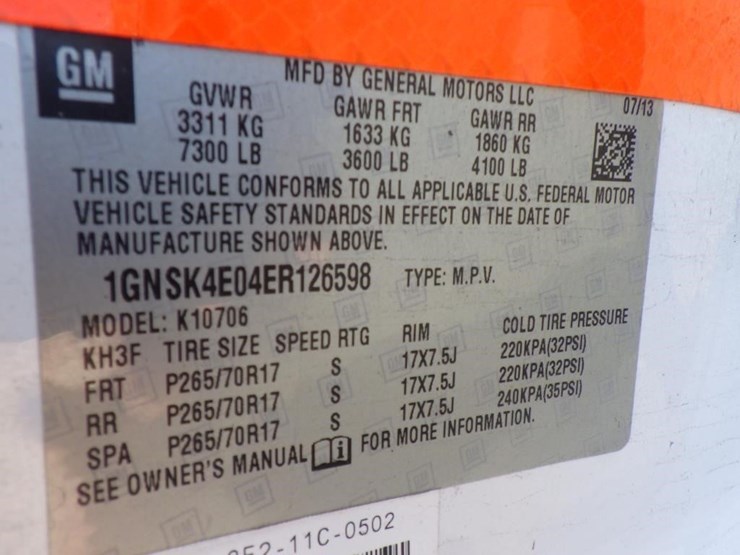 GM
MFD BY GENERAL MOTORS LLC 07/13
GVWR GAWR FRT GAWR RR
3311 KG 1633 KG 1860 KG
7300 LB 3600 LB 4100 LB
THIS VEHICLE CONFORMS TO ALL APPLICABLE U.S. FEDERAL MOTOR
VEHICLE SAFETY STANDARDS IN EFFECT ON THE DATE OF
MANUFACTURE SHOWN ABOVE.
1GNSK4E04ER126598 TYPE: M.P.V.
MODEL: K10706
KH3F TIRE SIZE SPEED RTG RIM COLD TIRE PRESSURE
FRT P265/70R17 S 17X7.5J 220KPA(32PSI)
RR P265/70R17 S 17X7.5J 220KPA(32PSI)
SPA P265/70R17 S 17X7.5J 240KPA(35PSI)
SEE OWNER'S MANUAL FOR MORE INFORMATION.
-11C-0502